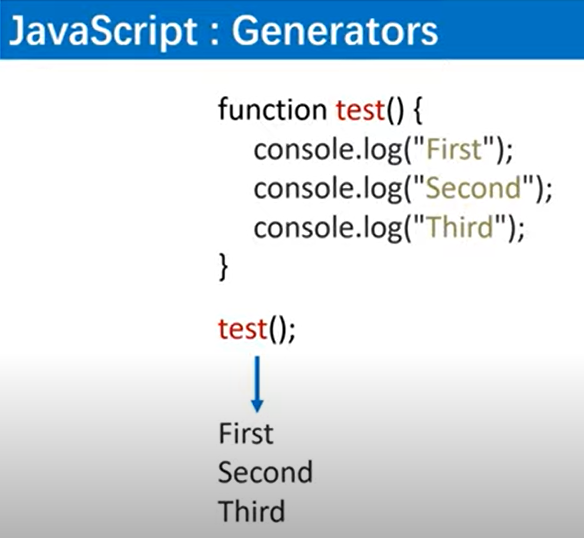 JavaScript : Generators
function test() {
console.log("First");
console.log("Second");
console.log("Third");
}
test();
First
Second
Third